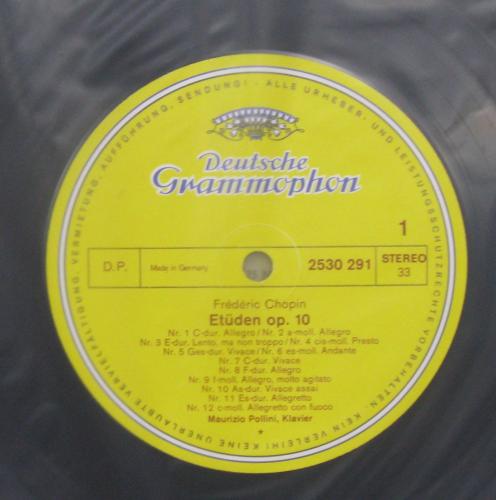 ALLE URHEBER- UND LEISTUNGSSCHUTZRECHTE VORBEHALTEN. KEIN VERLEIH! KEINE UNERLAUBTE VERVIELFÄLTIGUNG, VERMIETUNG, AUFFÜHRUNG, SENDUNG!
Deutsche
Grammophon
1
D.P.
Made in Germany
2530 291
STEREO
33
Frédéric Chopin
Etüden op. 10
Nr. 1 C-dur. Allegro / Nr. 2 a-moll. Allegro
Nr. 3 E-dur. Lento, ma non troppo / Nr. 4 cis-moll. Presto
Nr. 5 Ges-dur. Vivace / Nr. 6 es-moll. Andante
Nr. 7 C-dur. Vivace
Nr. 8 F-dur. Allegro
Nr. 9 f-moll. Allegro, molto agitato
Nr. 10 As-dur. Vivace assai
Nr. 11 Es-dur. Allegretto
Nr. 12 c-moll. Allegretto con fuoco
Maurizio Pollini, Klavier